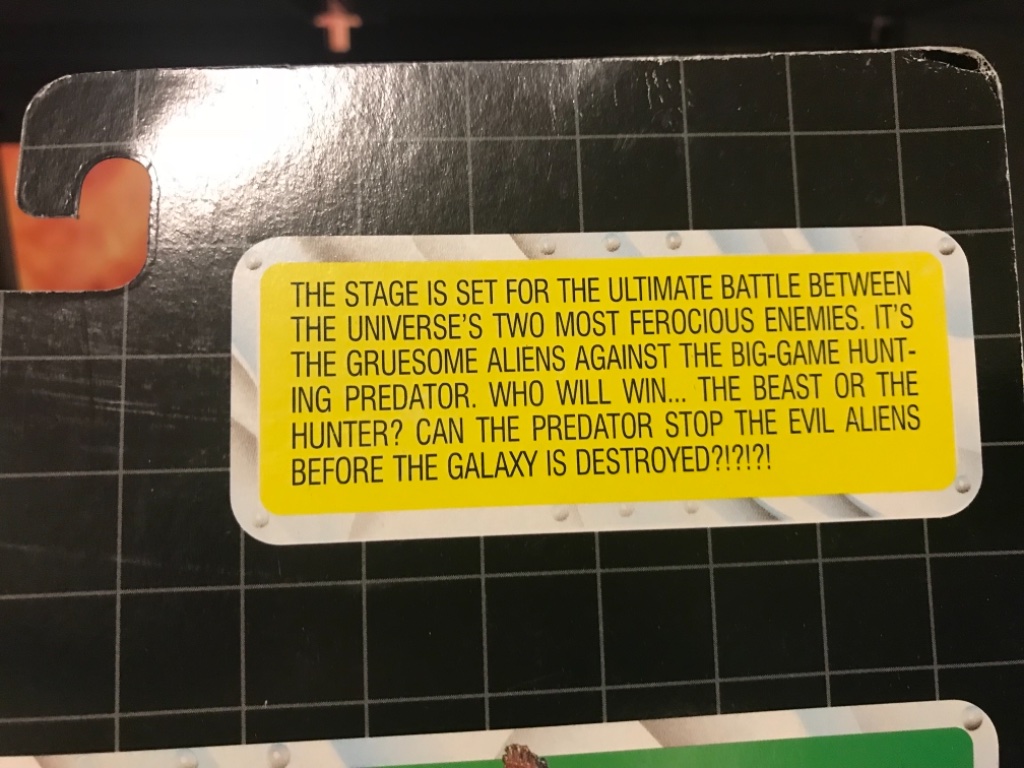 THE STAGE IS SET FOR THE ULTIMATE BATTLE BETWEEN
THE UNIVERSE'S TWO MOST FEROCIOUS ENEMIES. IT'S
THE GRUESOME ALIENS AGAINST THE BIG-GAME HUNT-
ING PREDATOR. WHO WILL WIN... THE BEAST OR THE
HUNTER? CAN THE PREDATOR STOP THE EVIL ALIENS
BEFORE THE GALAXY IS DESTROYED?!?!?!